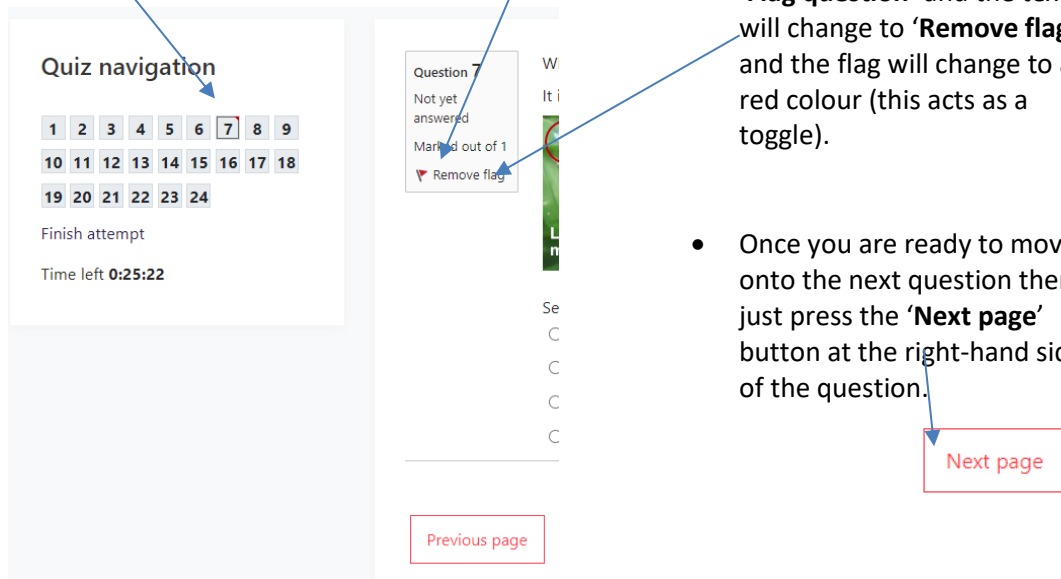 Quiz navigation
1 2 3 4 5 6 7 8 9
10 11 12 13 14 15 16 17 18
19 20 21 22 23 24
Finish attempt
Time left 0:25:22
Question 7
Not yet
answered
Marked out of 1
Remove flag
It i
Se
Previous page
question' and the
will change to ‘Remove flag
and the flag will change to
red colour (this acts as a
toggle).
• Once you are ready to mov
onto the next question the
just press the ‘Next page’
button at the right-hand sid
of the question.
Next page